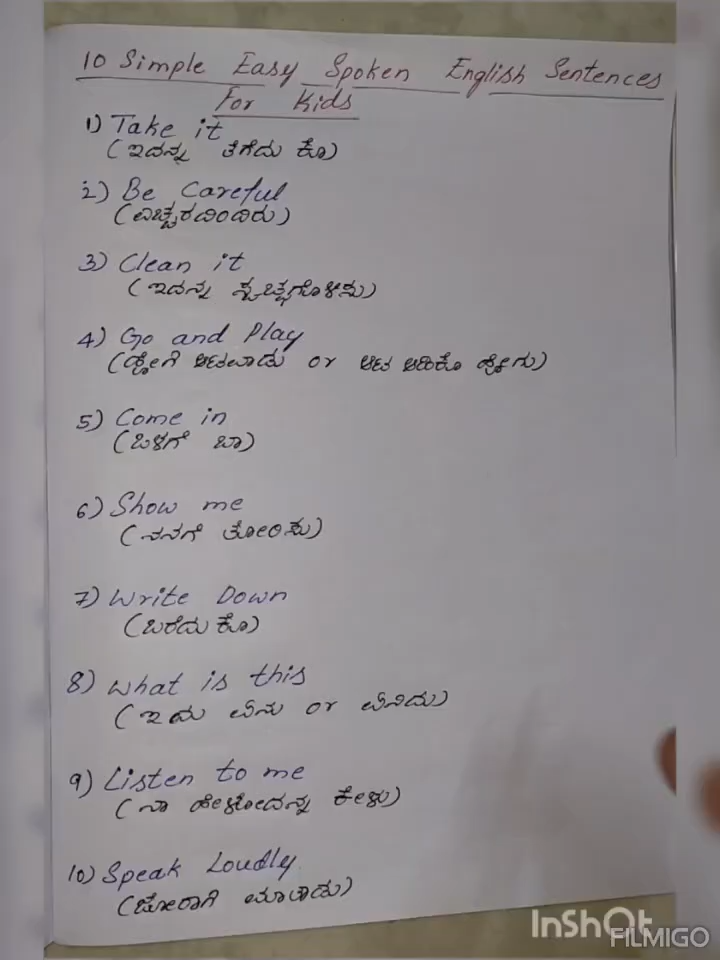 10 Simple Easy Spoken English Sentences
For Kids
1) Take it
(ಇದನ್ನು ತೆಗೆದು ಕೊ)
2) Be Careful
(ಎಚ್ಚರದಿಂದಿರು)
3) Clean it
(ಇದನ್ನು ಸ್ವಚ್ಛಗೊಳಿಸು)
4) Go and Play
(ಹೋಗಿ ಆಟವಾಡು or ಆಟ ಆಡಿಕೊ ಹೋಗು)
5) Come in
(ಒಳಗೆ ಬಾ)
6) Show me
(ನನಗೆ ತೋರಿಸು)
7) Write Down
(ಬರೆದು ಕೊ)
8) What is this
(ಇದು ಏನು or ಏನಿದು)
9) Listen to me
(ನಾ ಹೇಳೋದನ್ನು ಕೇಳು)
10) Speak Loudly
(ಜೋರಾಗಿ ಮಾತಾಡು)
InShOt
FILMIGO